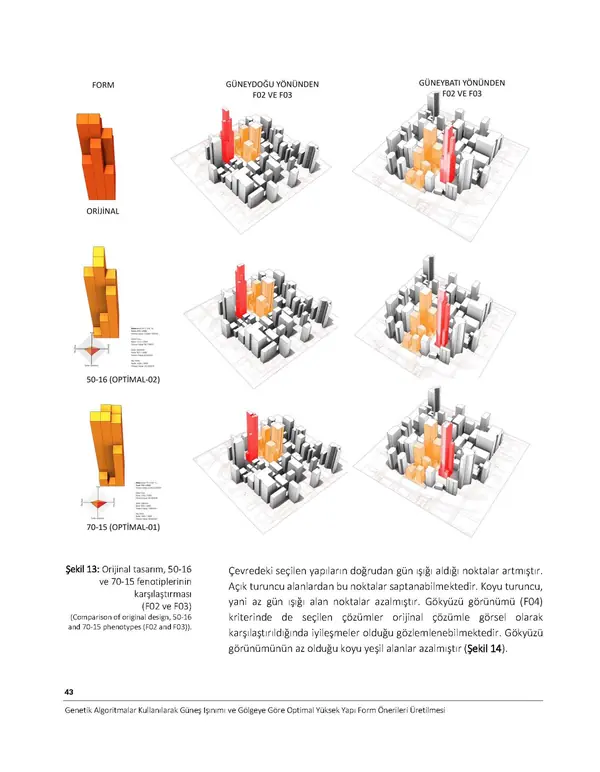 FORM
GÜNEYDOĞU YÖNÜNDEN
F02 VE F03
GÜNEYBATI YÖNÜNDEN
F02 VE F03
ORİJİNAL
50-16 (OPTİMAL-02)
70-15 (OPTİMAL-01)
Şekil 13: Orijinal tasarım, 50-16
ve 70-15 fenotiplerinin
karşılaştırması
(F02 ve F03)
(Comparison of original design, 50-16
and 70-15 phenotypes (F02 and F03)).
Çevredeki seçilen yapıların doğrudan gün ışığı aldığı noktalar artmıştır.
Açık turuncu alanlardan bu noktalar saptanabilmektedir. Koyu turuncu,
yani az gün ışığı alan noktalar azalmıştır. Gökyüzü görünümü (F04)
kriterinde de seçilen çözümler orijinal çözümle görsel olarak
karşılaştırıldığında iyileşmeler olduğu gözlemlenebilmektedir. Gökyüzü
görünümünün az olduğu koyu yeşil alanlar azalmıştır (Şekil 14).
43
Genetik Algoritmalar Kullanılarak Güneş Işınımı ve Gölgeye Göre Optimal Yüksek Yapı Form Önerileri Üretilmesi